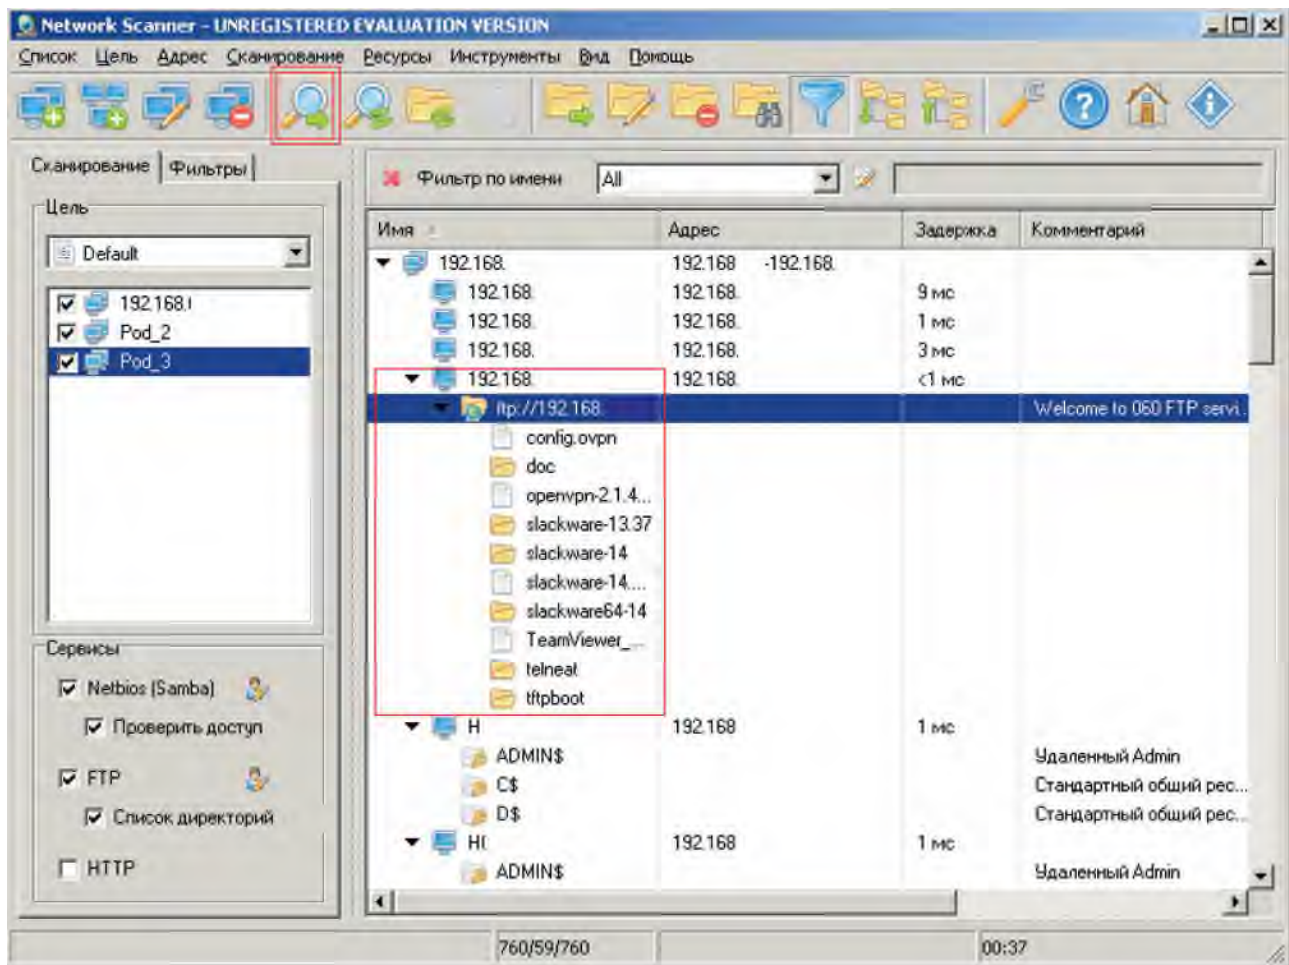 Network Scanner - UNREGISTERED EVALUATION VERSION
Список Цель Адрес Сканирование Ресурсы Инструменты Вид Помощь
Сканирование Фильтры
Цель
Default
192.168.
Pod_2
Pod_3
Сервисы
Netbios (Samba)
Проверить доступ
FTP
Список директорий
HTTP
Фильтр по имени All
Имя Адрес Задержка Комментарий
192.168. 192.168 -192.168.
192.168. 192.168. 9 мс
192.168. 192.168. 1 мс
192.168. 192.168. 3 мс
192.168. 192.168. <1 мс
ftp://192.168. Welcome to 060 FTP servi...
config.ovpn
doc
openvpn-2.1.4...
slackware-13.37
slackware-14
slackware-14....
slackware64-14
TeamViewer_...
telneat
tftpboot
H 192.168 1 мс
ADMIN$ Удаленный Admin
C$ Стандартный общий рес...
D$ Стандартный общий рес...
H 192.168 1 мс
ADMIN$ Удаленный Admin
760/59/760 00:37